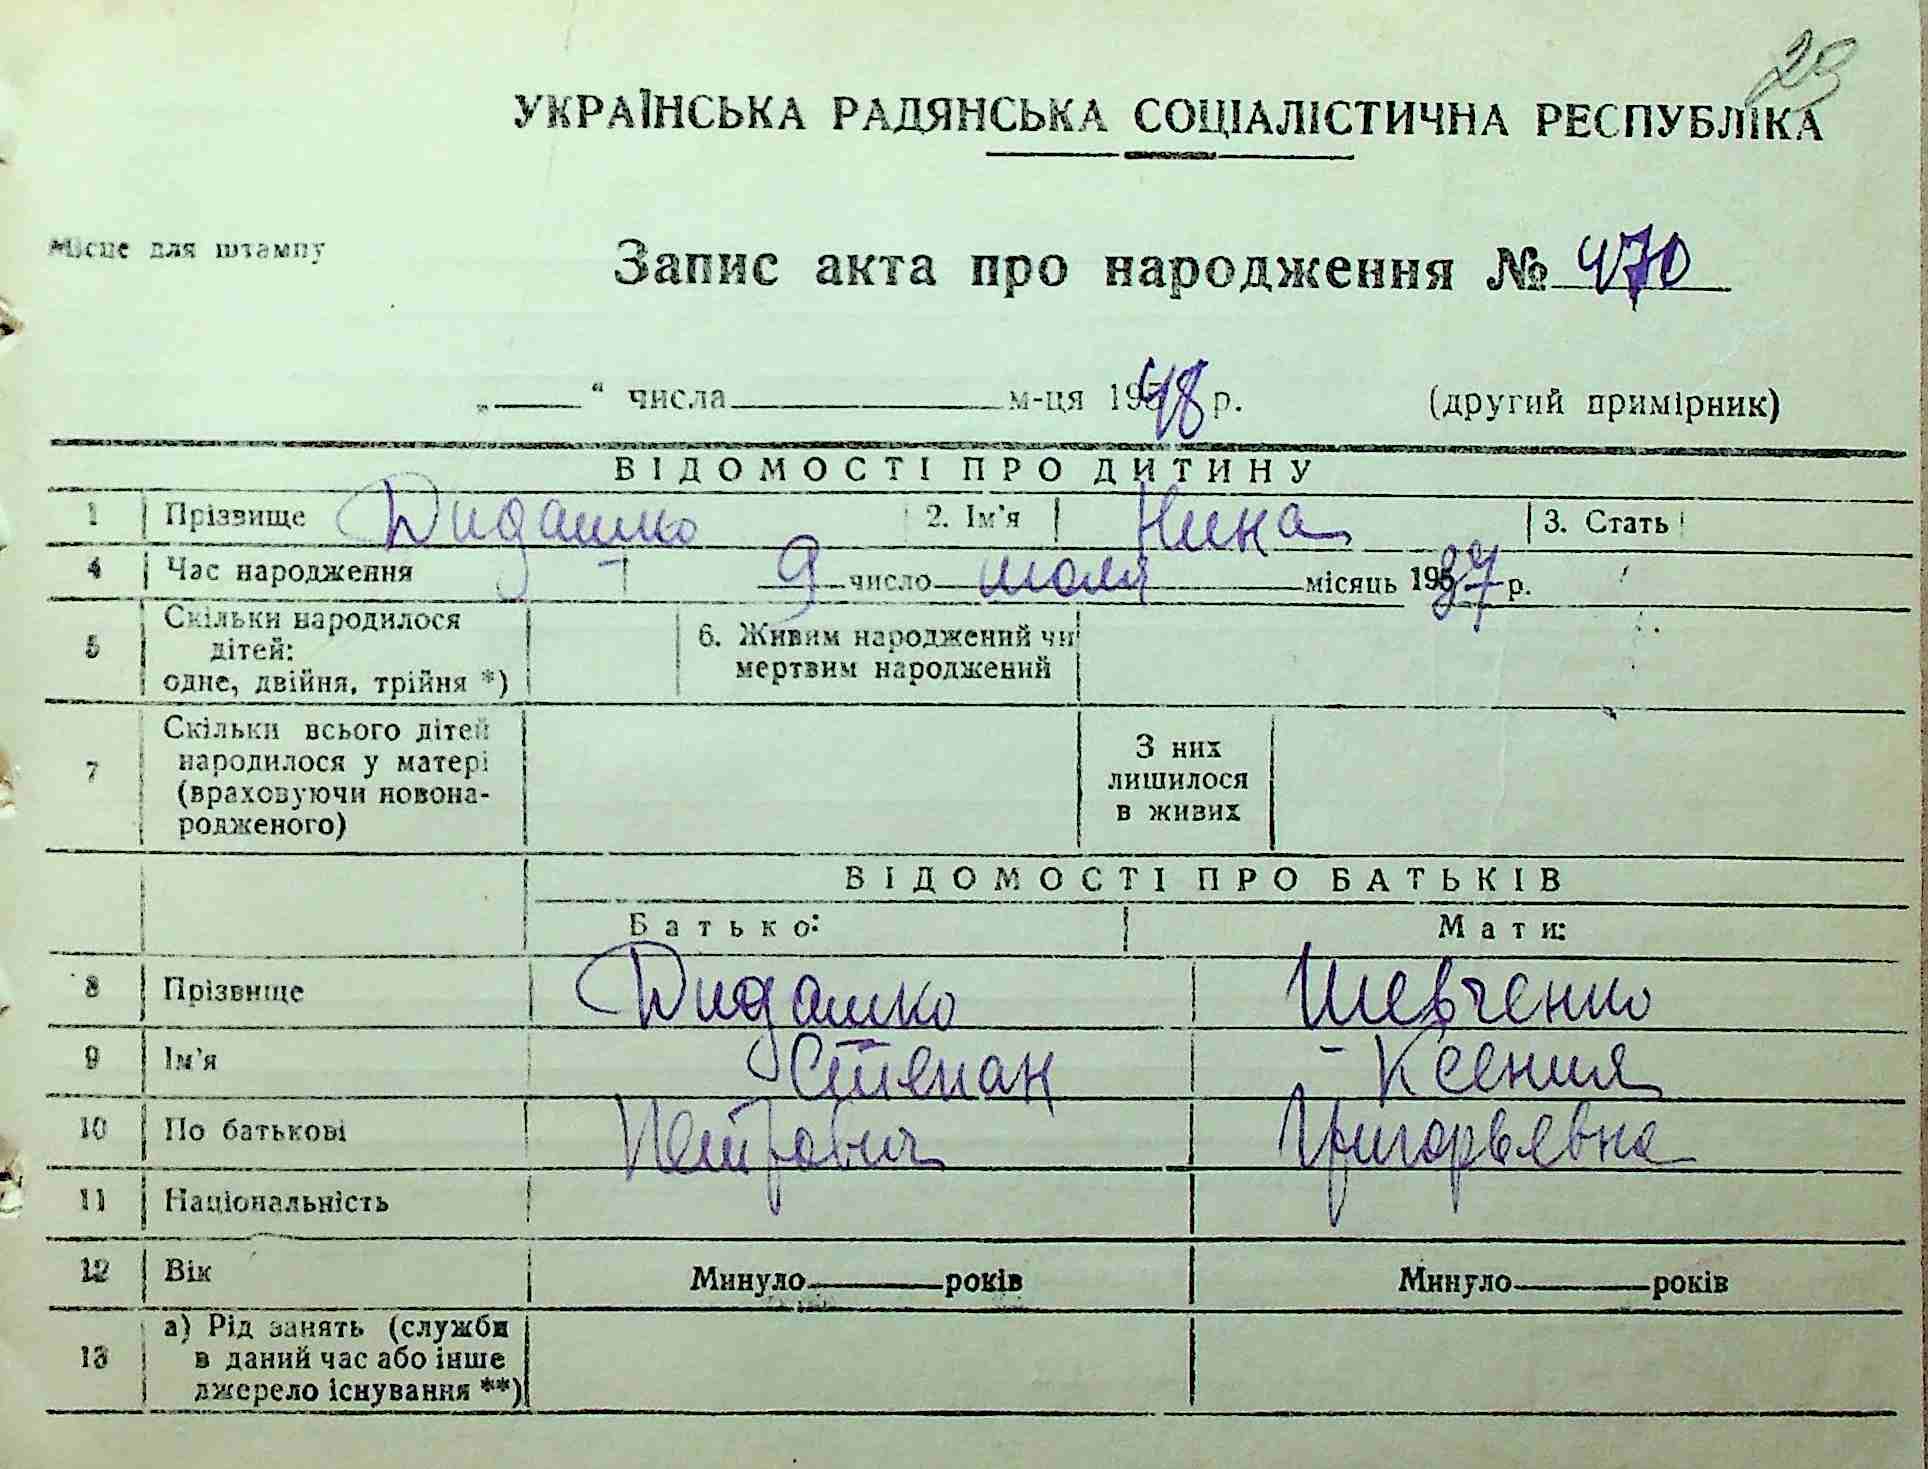 29
УКРАЇНСЬКА РАДЯНСЬКА СОЦІАЛІСТИЧНА РЕСПУБЛІКА
Місце для штампу
Запис акта про народження № 470
„ “ числа м-ця 1948 р. (другий примірник)
ВІДОМОСТІ ПРО ДИТИНУ
1 Прізвище Дидашко 2. Ім'я Нина 3. Стать
4 Час народження 9 число июля місяць 1937 р.
5 Скільки народилося дітей: одне, двійня, трійня *)
6. Живим народжений чи мертвим народжений
7 Скільки всього дітей народилося у матері (враховуючи новонародженого)
З них лишилося в живих
ВІДОМОСТІ ПРО БАТЬКІВ
Батько: Мати:
8 Прізвище Дидашко Шевченко
9 Ім'я Степан Ксения
10 По батькові Петрович Григорьевна
11 Національність
12 Вік Минуло років Минуло років
13 а) Рід занять (служби в даний час або інше джерело існування **)